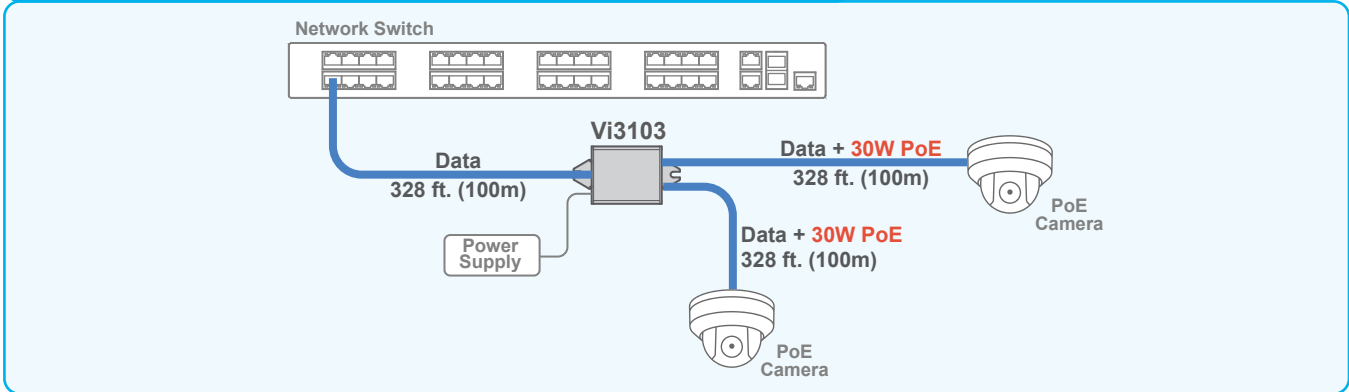 Network Switch
Vi3103
Data
328 ft. (100m)
Data + 30W PoE
328 ft. (100m)
PoE
Camera
Power
Supply
Data + 30W PoE
328 ft. (100m)
PoE
Camera